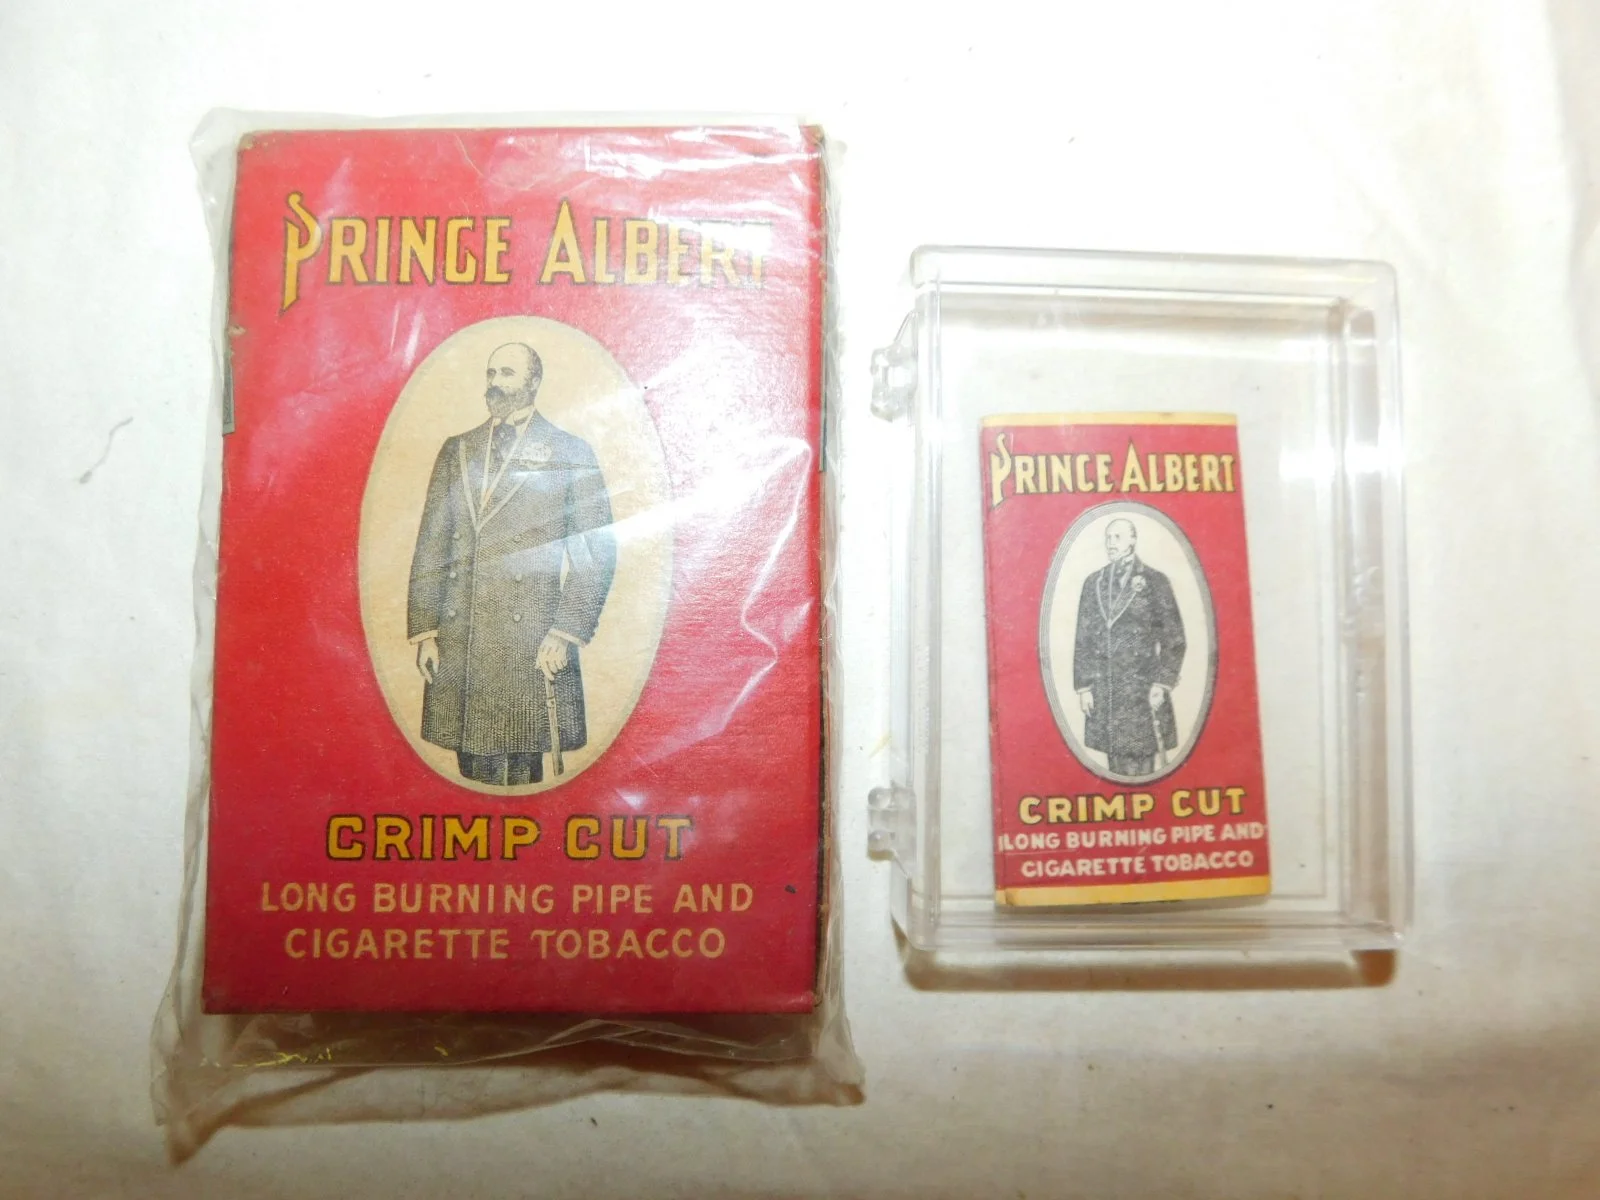 PRINCE ALBERT
CRIMP CUT
LONG BURNING PIPE AND
CIGARETTE TOBACCO
PRINCE ALBERT
CRIMP CUT
LONG BURNING PIPE AND
CIGARETTE TOBACCO